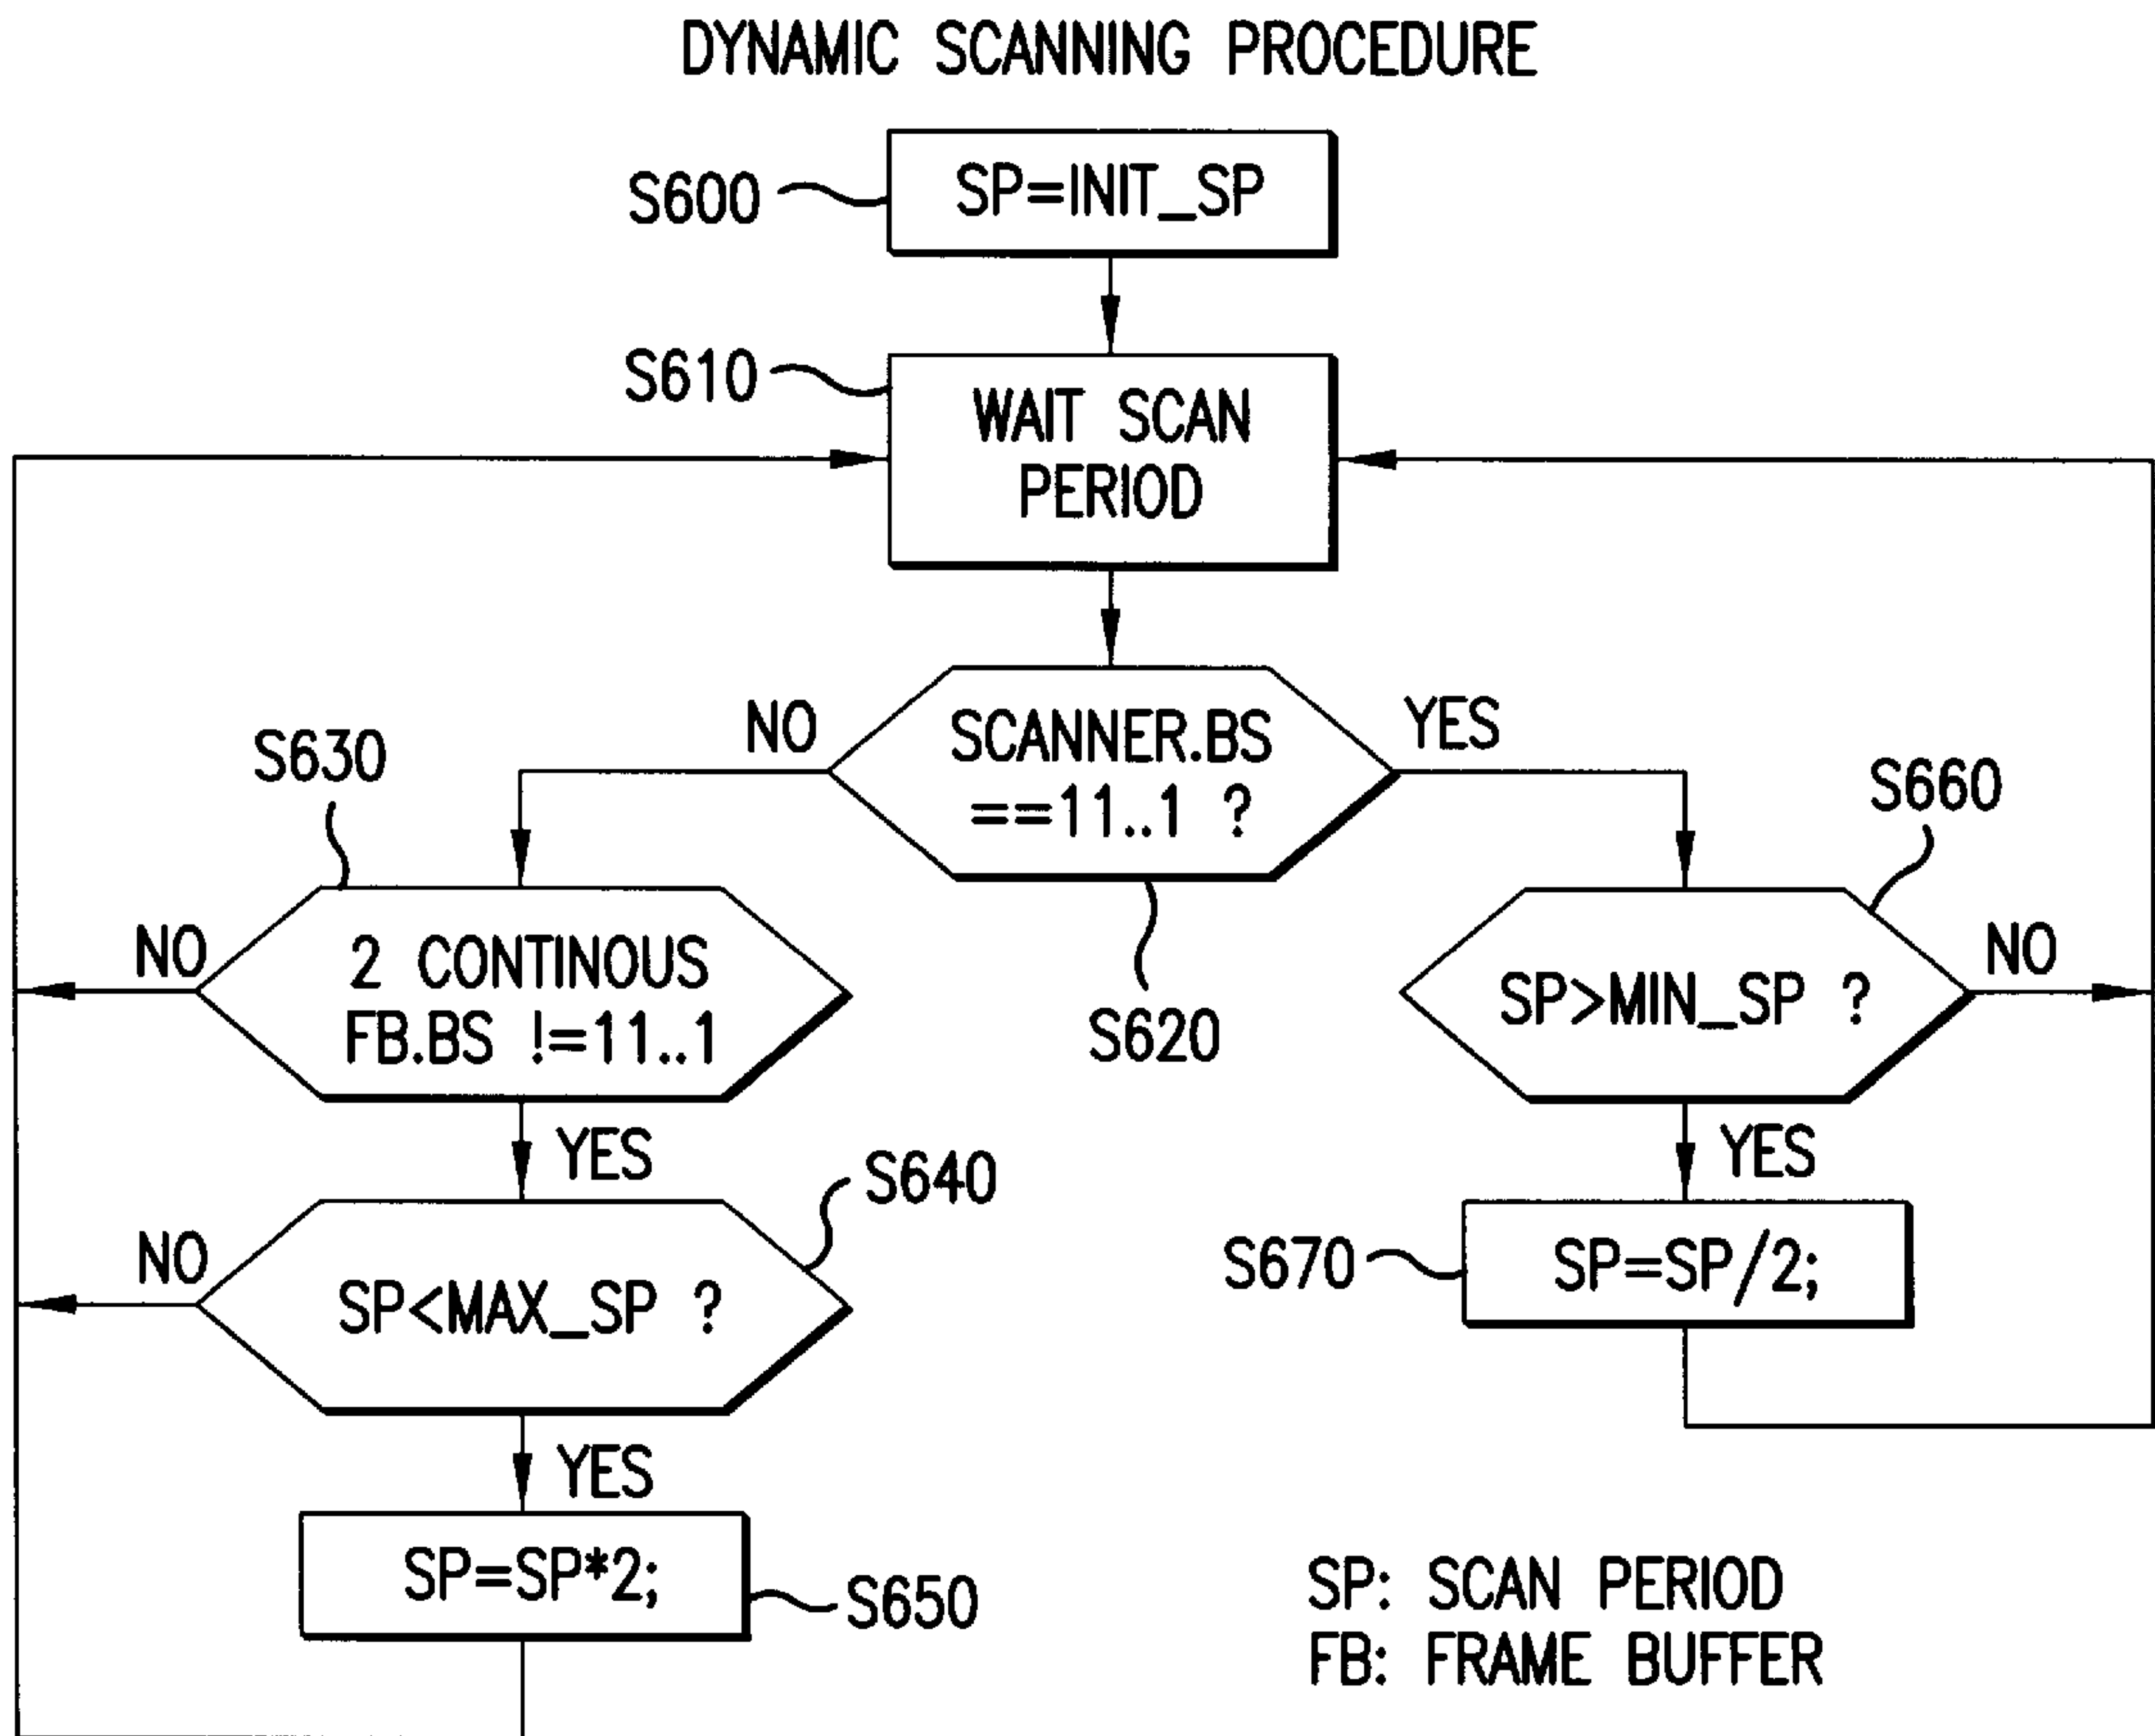 DYNAMIC SCANNING PROCEDURE
S600
SP=INIT_SP
S610
WAIT SCAN
PERIOD
NO
SCANNER.BS
==11..1 ?
YES
S620
S630
NO
2 CONTINOUS
FB.BS !=11..1
YES
S660
SP>MIN_SP ?
NO
YES
S640
NO
SP<MAX_SP ?
YES
S670
SP=SP/2;
SP=SP*2;
S650
SP: SCAN PERIOD
FB: FRAME BUFFER